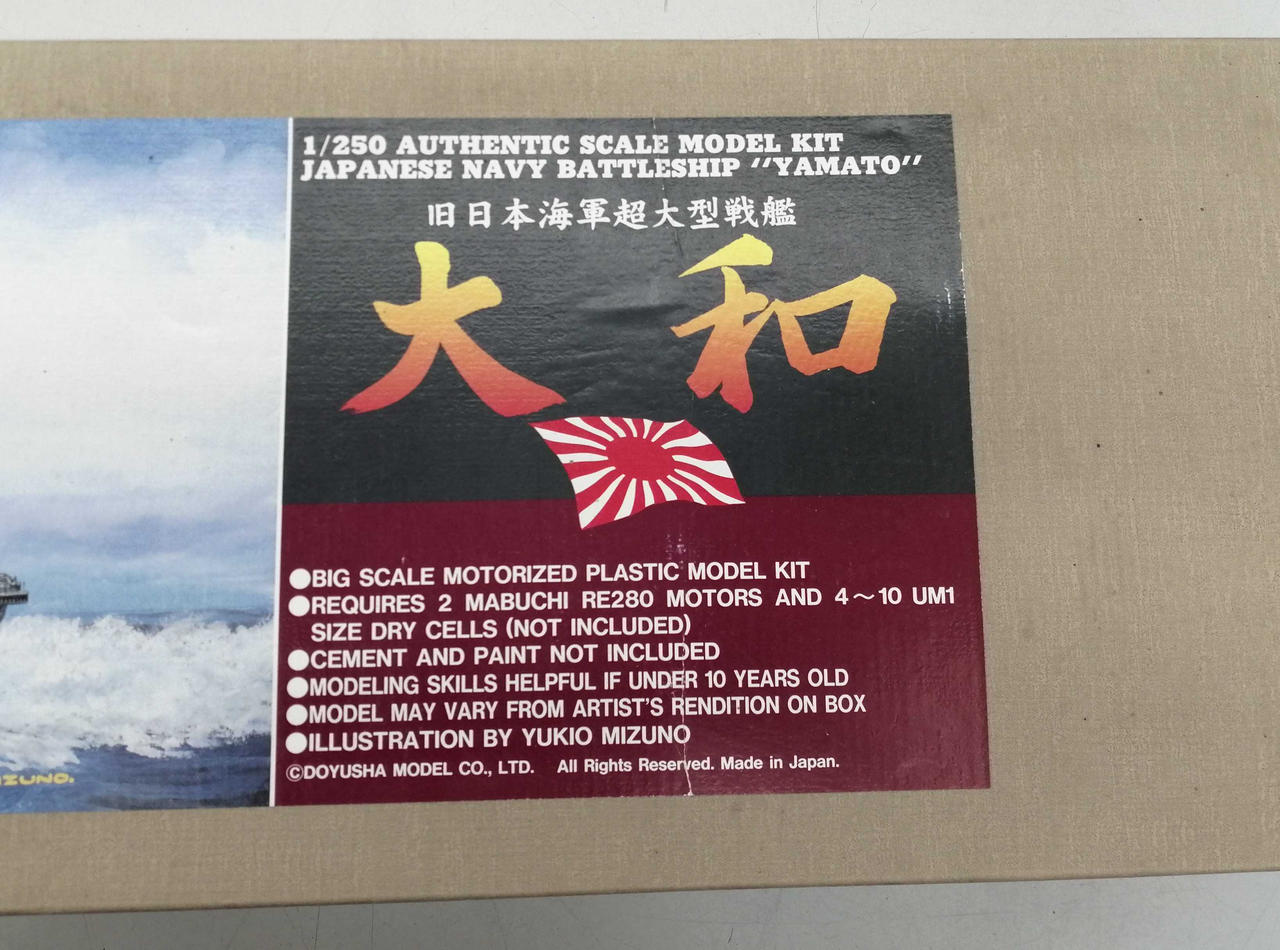 1/250 AUTHENTIC SCALE MODEL KIT
JAPANESE NAVY BATTLESHIP "YAMATO"
旧日本海軍超大型戦艦
大和
●BIG SCALE MOTORIZED PLASTIC MODEL KIT
●REQUIRES 2 MABUCHI RE280 MOTORS AND 4～10 UM1
SIZE DRY CELLS (NOT INCLUDED)
●CEMENT AND PAINT NOT INCLUDED
●MODELING SKILLS HELPFUL IF UNDER 10 YEARS OLD
●MODEL MAY VARY FROM ARTIST'S RENDITION ON BOX
●ILLUSTRATION BY YUKIO MIZUNO
©DOYUSHA MODEL CO., LTD. All Rights Reserved. Made in Japan.